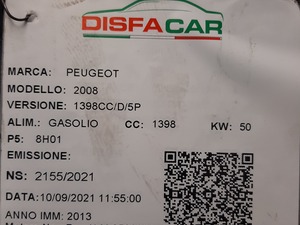 DISFACAR
MARCA: PEUGEOT
MODELLO: 2008
VERSIONE: 1398CC/D/5P
ALIM.: GASOLIO CC: 1398 KW: 50
P5: 8H01
EMISSIONE:
NS: 2155/2021
DATA:10/09/2021 11:55:00
ANNO IMM: 2013